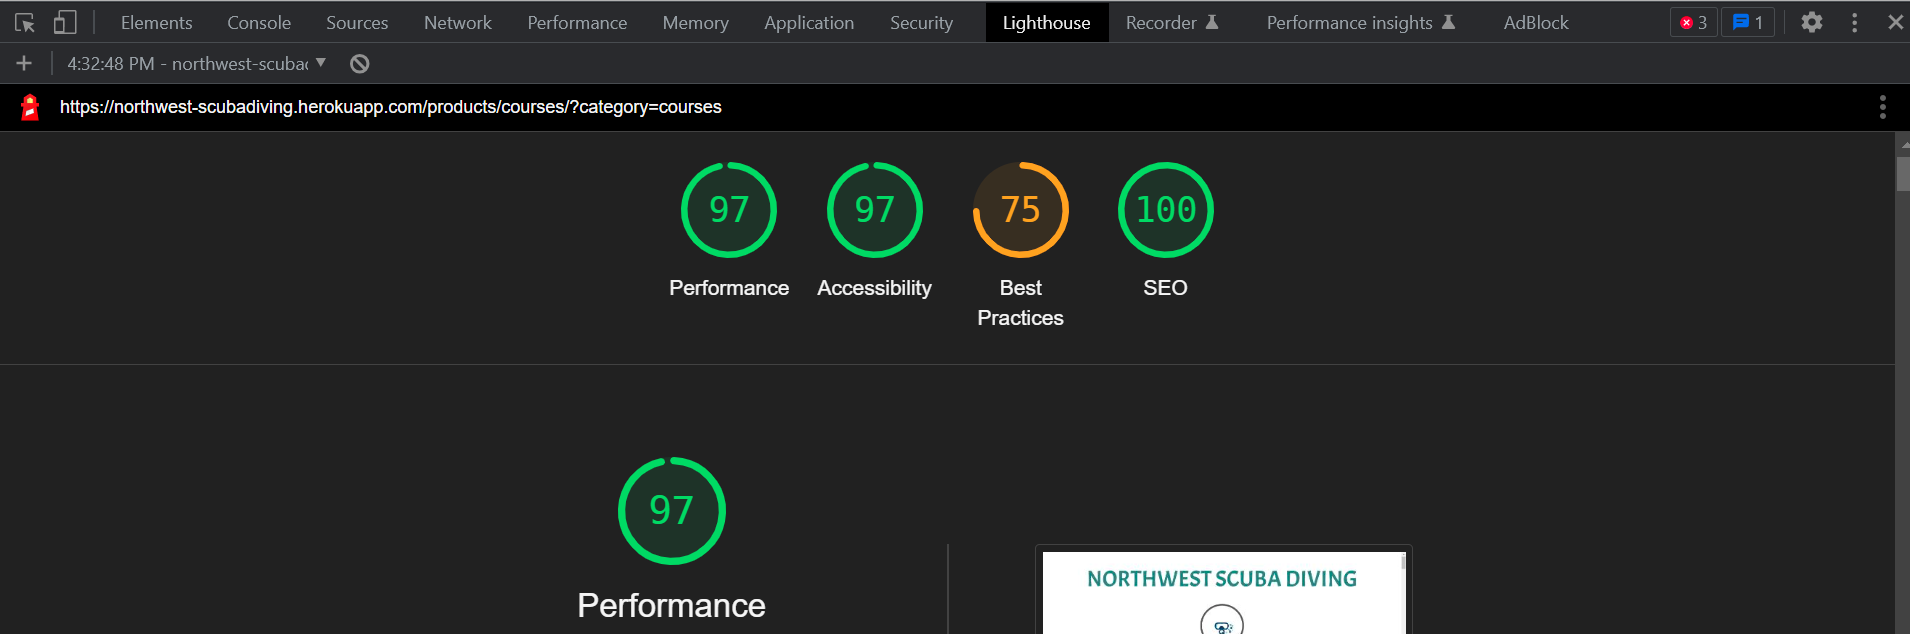 Elements Console Sources Network Performance Memory Application Security Lighthouse Recorder Performance insights AdBlock 3 1
4:32:48 PM - northwest-scubac
https://northwest-scubadiving.herokuapp.com/products/courses/?category=courses
97 97 75 100
Performance Accessibility Best Practices SEO
97
Performance
NORTHWEST SCUBA DIVING